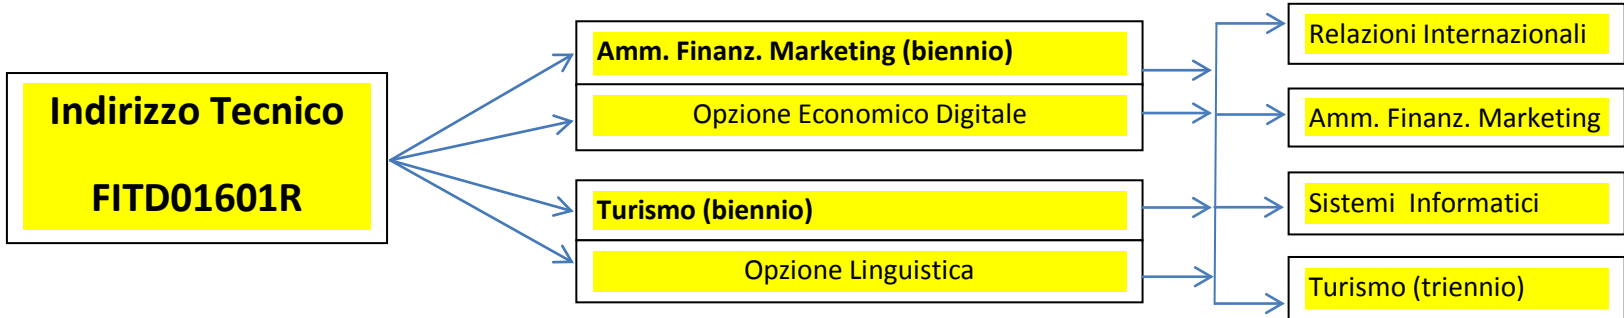 Indirizzo Tecnico
FITD01601R
Amm. Finanz. Marketing (biennio)
Opzione Economico Digitale
Turismo (biennio)
Opzione Linguistica
Relazioni Internazionali
Amm. Finanz. Marketing
Sistemi Informatici
Turismo (triennio)